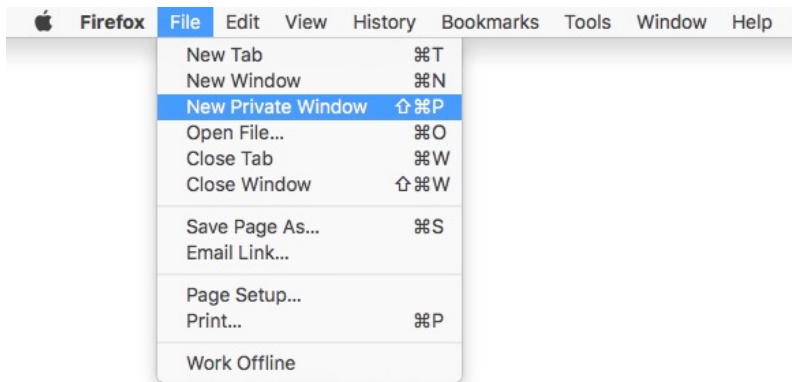 Firefox File Edit View History Bookmarks Tools Window Help
New Tab ⌘T
New Window ⌘N
New Private Window ⇧⌘P
Open File... ⌘O
Close Tab ⌘W
Close Window ⇧⌘W
Save Page As... ⌘S
Email Link...
Page Setup...
Print... ⌘P
Work Offline